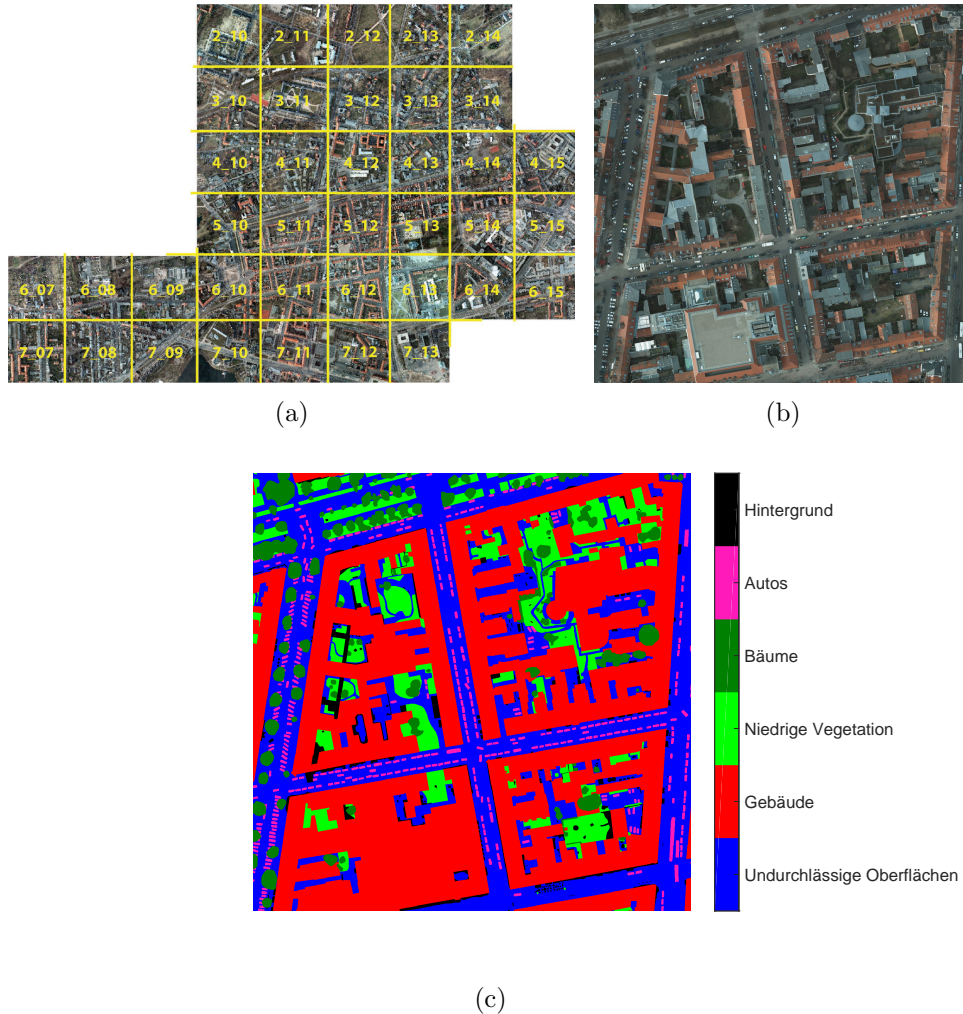 2_10 2_11 2_12 2_13 2_14
3_10 3_11 3_12 3_13 3_14
4_10 4_11 4_12 4_13 4_14 4_15
5_10 5_11 5_12 5_13 5_14 5_15
6_07 6_08 6_09 6_10 6_11 6_12 6_13 6_14 6_15
7_07 7_08 7_09 7_10 7_11 7_12 7_13
(a)
(b)
Hintergrund
Autos
Bäume
Niedrige Vegetation
Gebäude
Undurchlässige Oberflächen
(c)